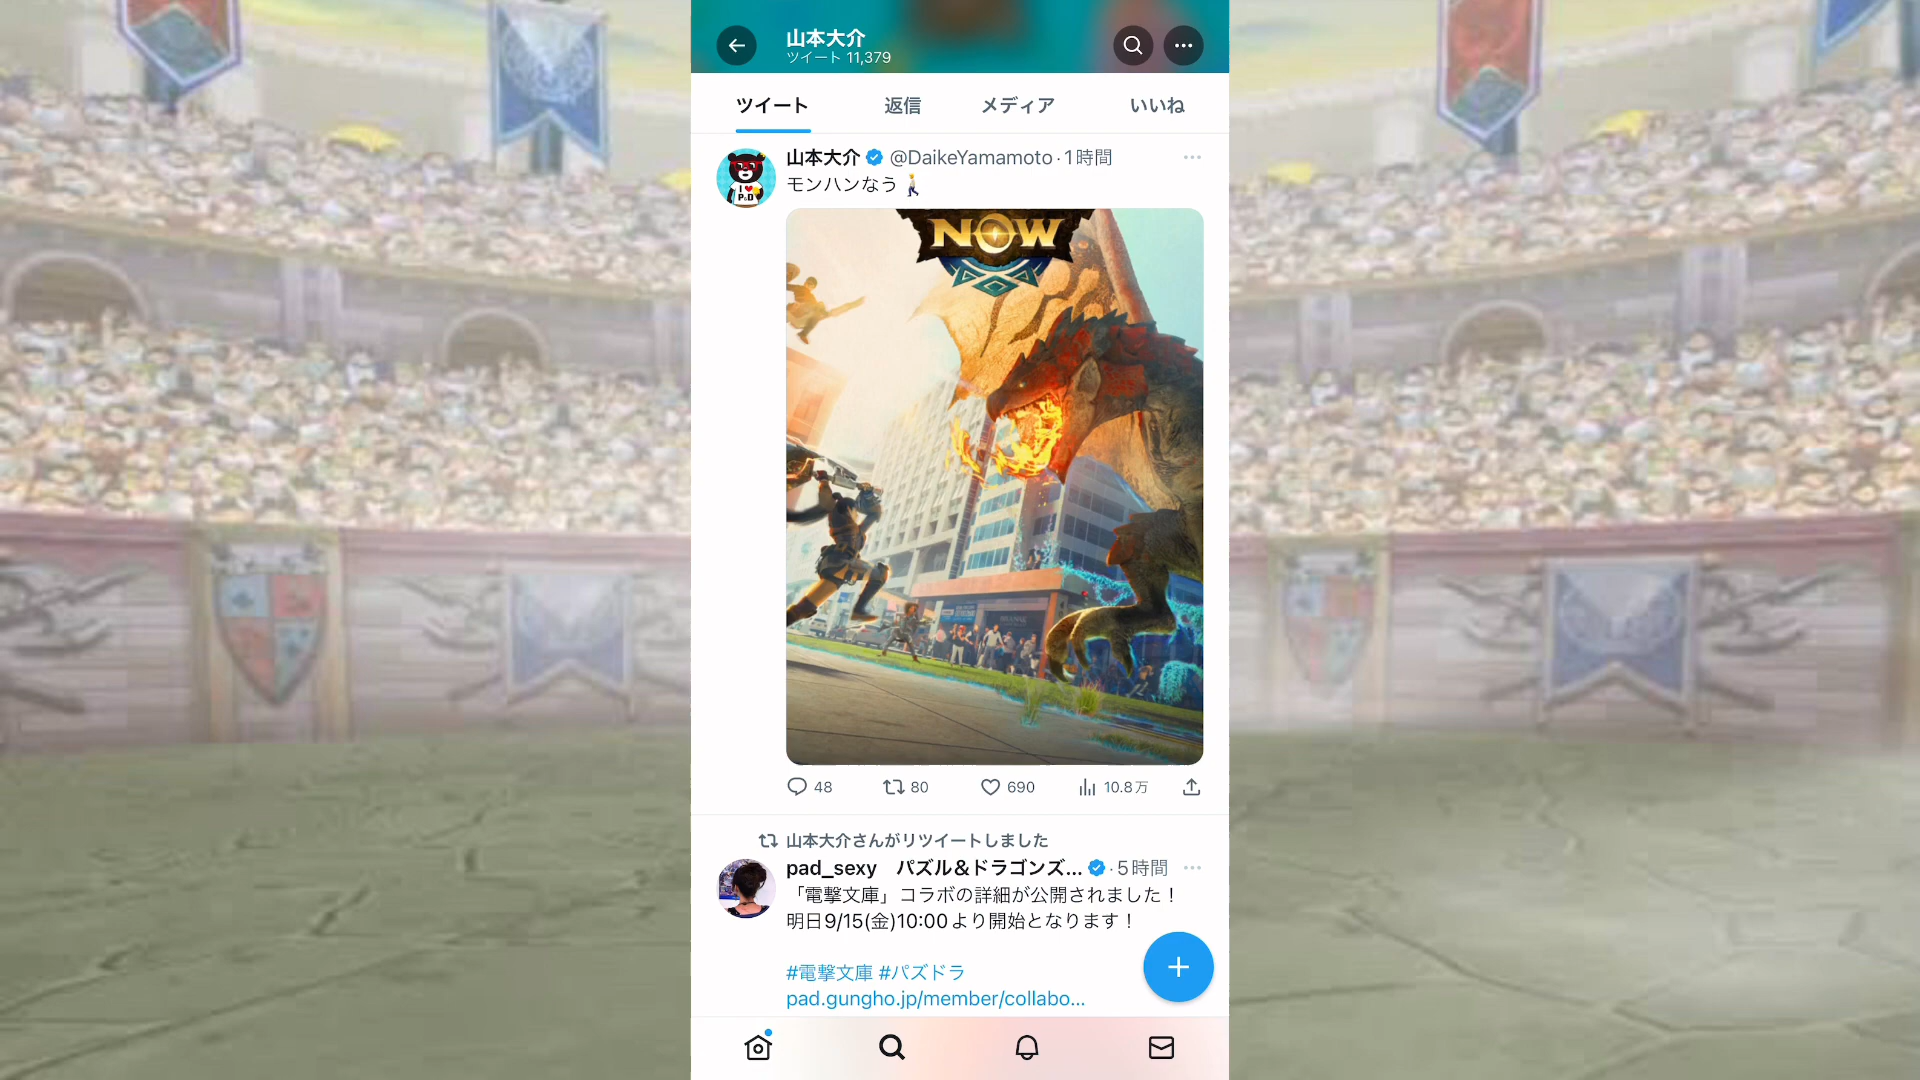 山本大介
ツイート 11,379
ツイート 返信 メディア いいね
山本大介 @DaikeYamamoto · 1時間
モンハンなう
I ♥
P&D
NOW
48 80 690 10.8万
山本大介さんがリツイートしました
pad_sexy パズル＆ドラゴンズ... · 5時間
「電撃文庫」コラボの詳細が公開されました！
明日9/15(金)10:00より開始となります！
#電撃文庫 #パズドラ
pad.gungho.jp/member/collabo...